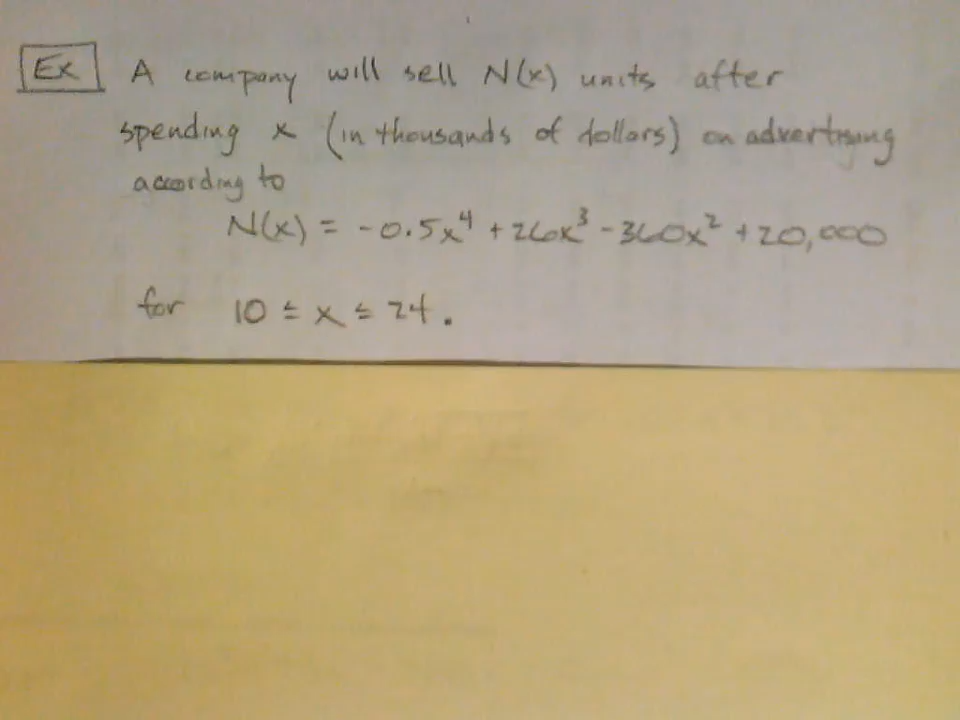 Ex A company will sell N(x) units after
spending x (in thousands of dollars) on advertising
according to
N(x) = -0.5x⁴ + 26x³ - 360x² + 20,000
for 10 ≤ x ≤ 24.